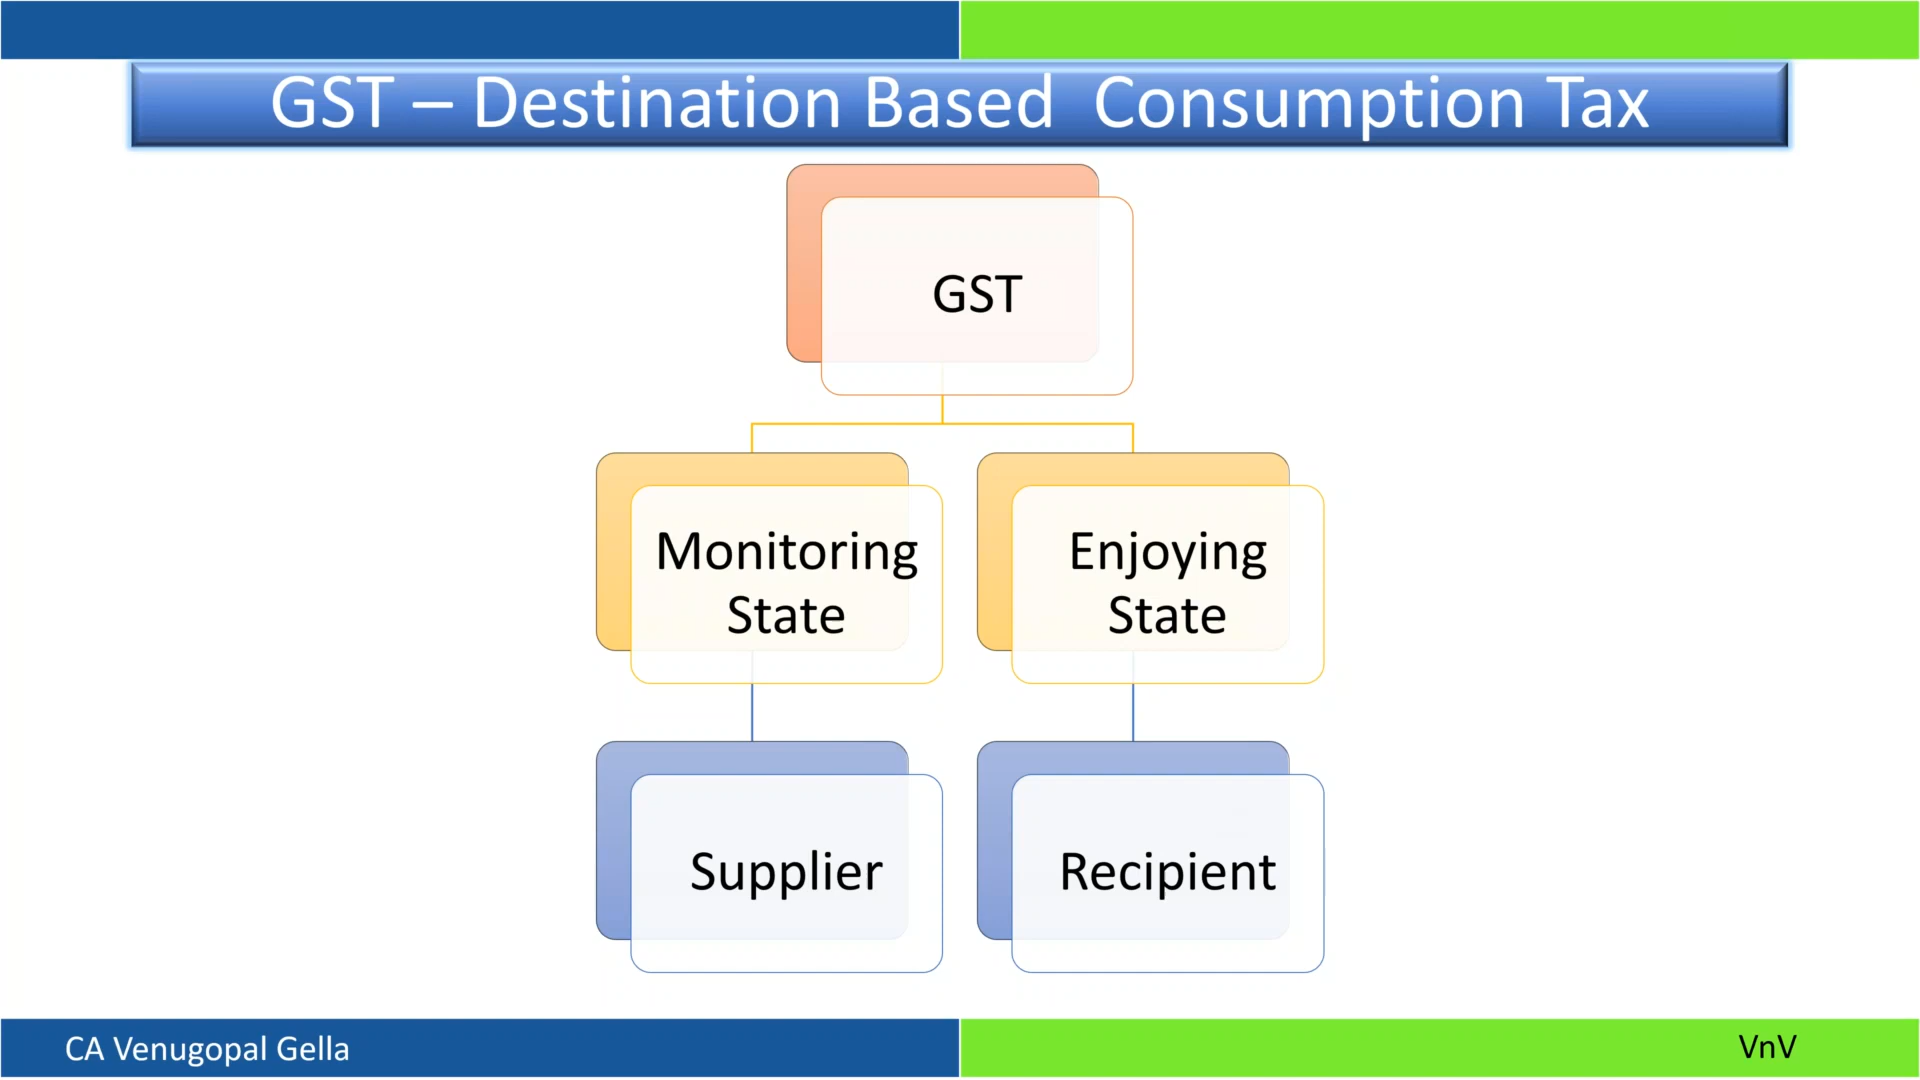 GST – Destination Based Consumption Tax
GST
Monitoring
State
Enjoying
State
Supplier
Recipient
CA Venugopal Gella
VnV